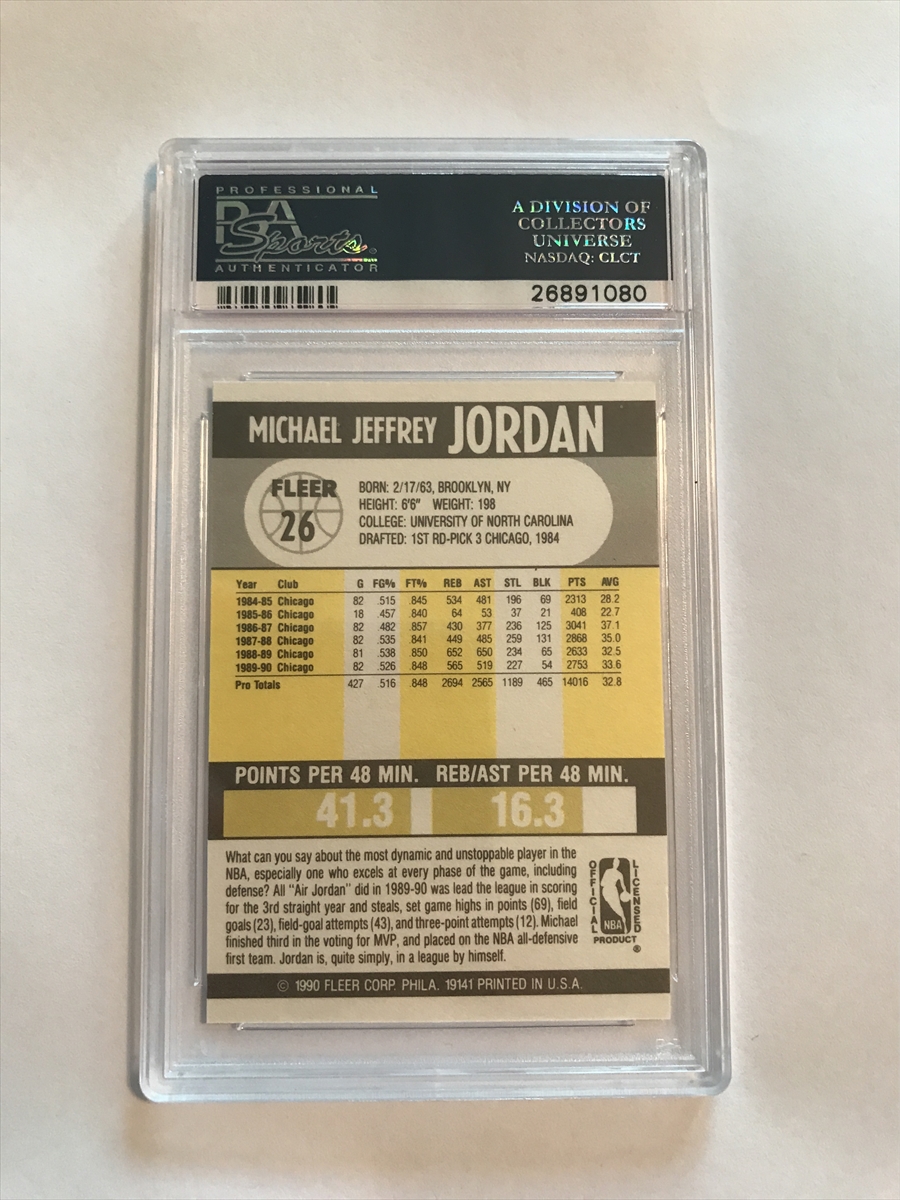 PROFESSIONAL
PSA
Sports
AUTHENTICATOR
A DIVISION OF
COLLECTORS
UNIVERSE
NASDAQ: CLCT
26891080
MICHAEL JEFFREY JORDAN
FLEER
26
BORN: 2/17/63, BROOKLYN, NY
HEIGHT: 6'6" WEIGHT: 198
COLLEGE: UNIVERSITY OF NORTH CAROLINA
DRAFTED: 1ST RD-PICK 3 CHICAGO, 1984
Year Club G FG% FT% REB AST STL BLK PTS AVG
1984-85 Chicago 82 .515 .845 534 481 196 69 2313 28.2
1985-86 Chicago 18 .457 .840 64 53 37 21 408 22.7
1986-87 Chicago 82 .482 .857 430 377 236 125 3041 37.1
1987-88 Chicago 82 .535 .841 449 485 259 131 2868 35.0
1988-89 Chicago 81 .538 .850 652 650 234 65 2633 32.5
1989-90 Chicago 82 .526 .848 565 519 227 54 2753 33.6
Pro Totals 427 .516 .848 2694 2565 1189 465 14016 32.8
POINTS PER 48 MIN. REB/AST PER 48 MIN.
41.3 16.3
What can you say about the most dynamic and unstoppable player in the
NBA, especially one who excels at every phase of the game, including
defense? All "Air Jordan" did in 1989-90 was lead the league in scoring
for the 3rd straight year and steals, set game highs in points (69), field
goals (23), field-goal attempts (43), and three-point attempts (12). Michael
finished third in the voting for MVP, and placed on the NBA all-defensive
first team. Jordan is, quite simply, in a league by himself.
OFFICIAL
LICENSED
NBA
PRODUCT
®
© 1990 FLEER CORP. PHILA. 19141 PRINTED IN U.S.A.